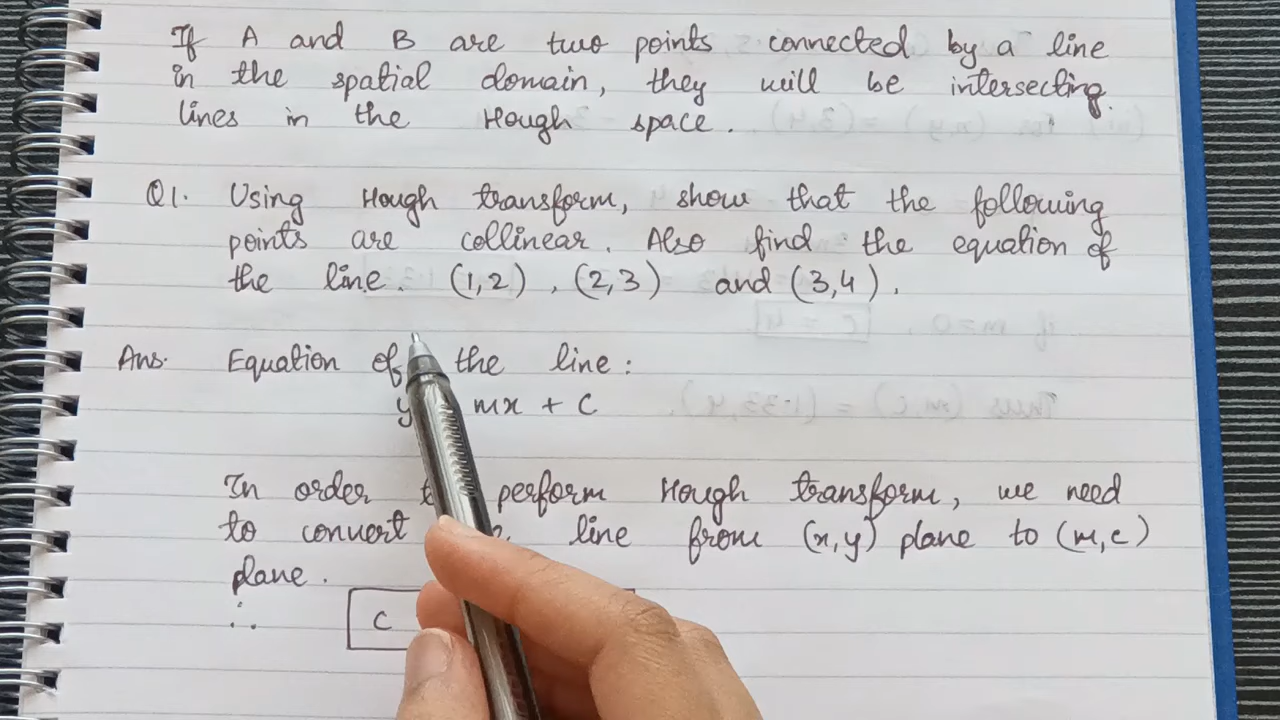 If A and B are two points connected by a line
in the spatial domain, they will be intersecting
lines in the Hough space.
Q1. Using Hough transform, show that the following
points are collinear. Also find the equation of
the line. (1,2), (2,3) and (3,4).
Ans. Equation of the line:
y mx + c
In order perform Hough transform, we need
to convert line from (x,y) plane to (m,c)
plane.
∴ c